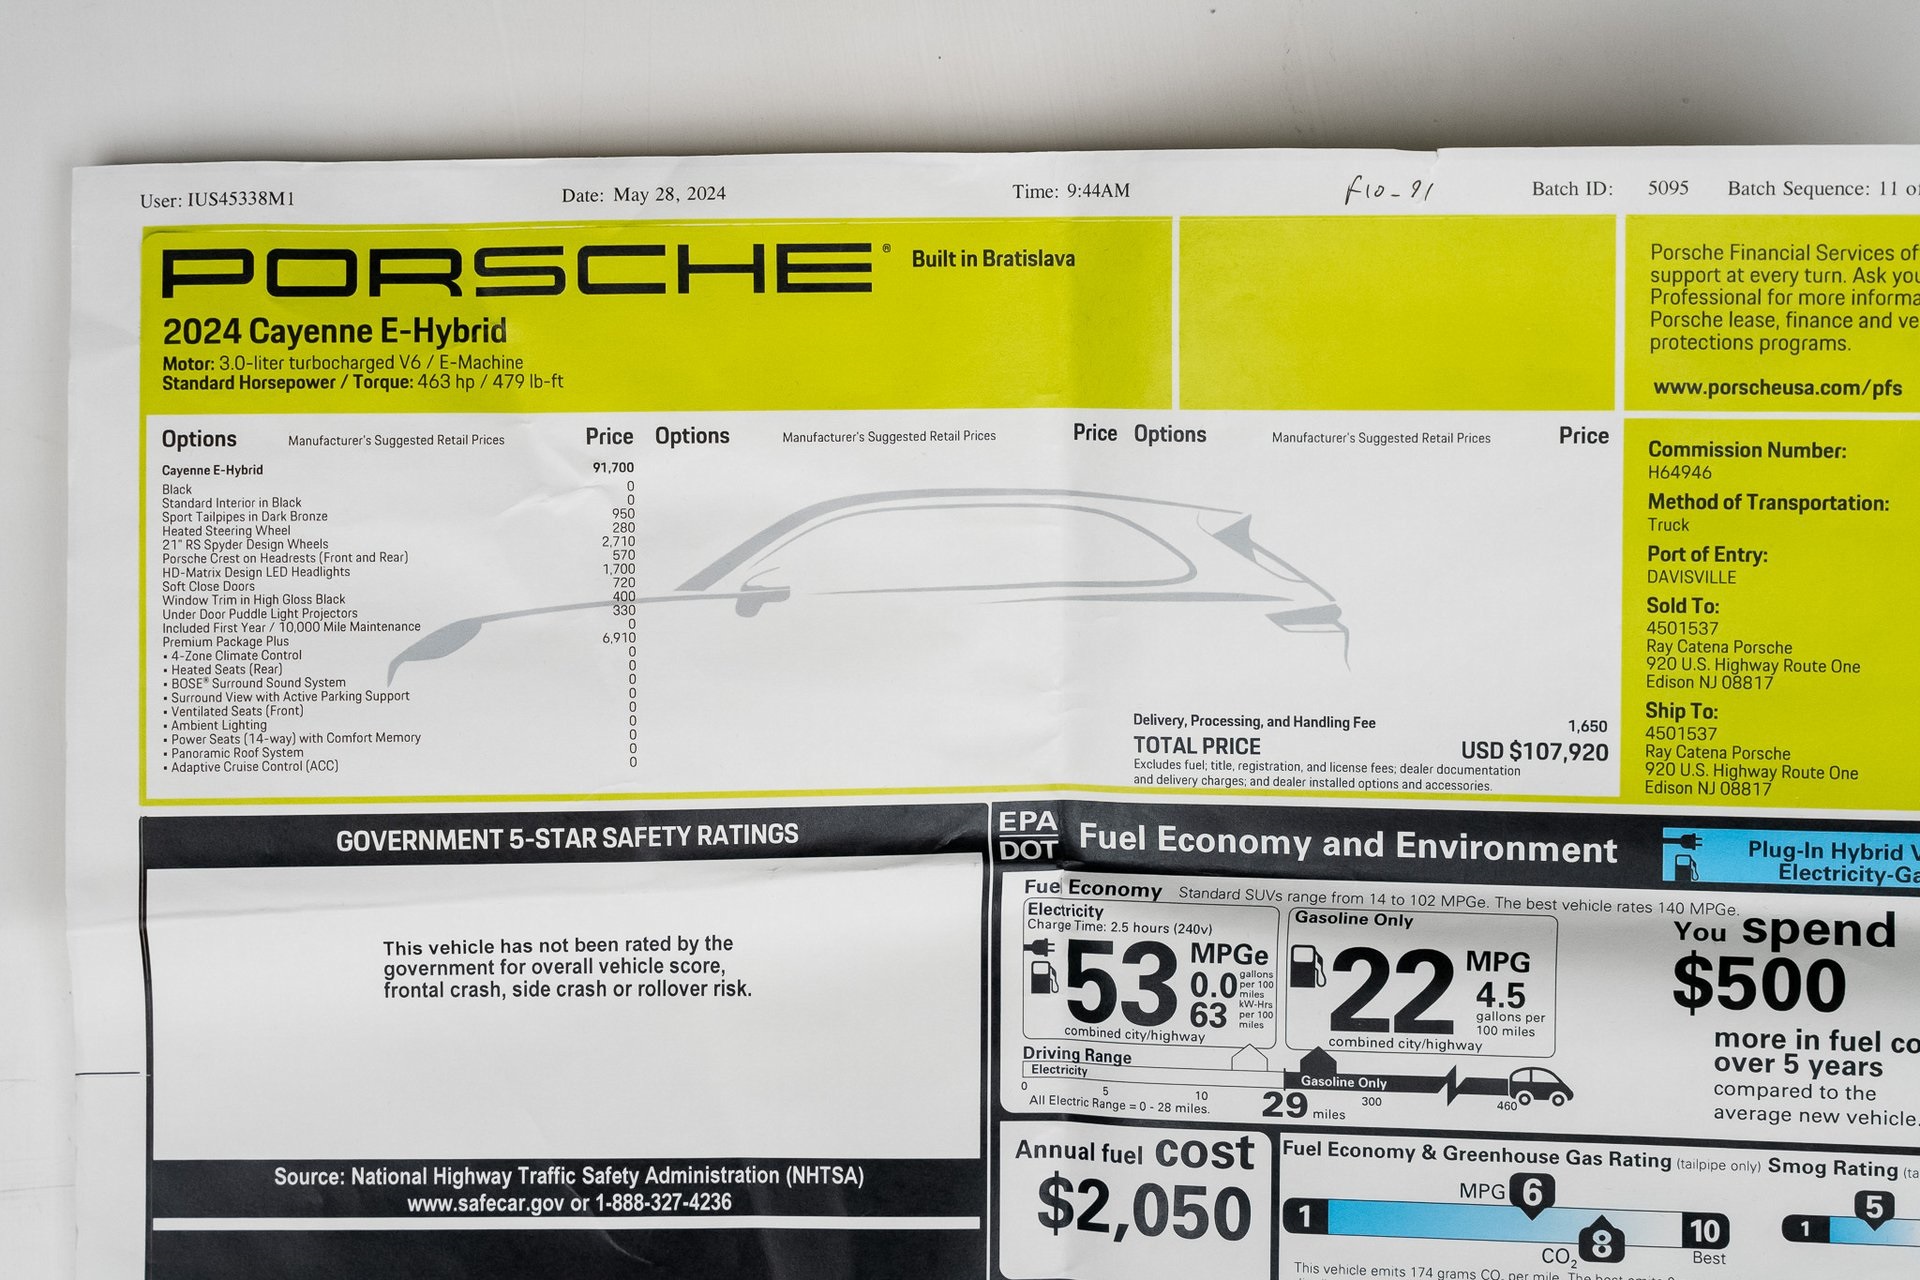 User: IUS45338M1 Date: May 28, 2024 Time: 9:44AM f10-91 Batch ID: 5095 Batch Sequence: 11
PORSCHE® Built in Bratislava
2024 Cayenne E-Hybrid
Motor: 3.0-liter turbocharged V6 / E-Machine
Standard Horsepower / Torque: 463 hp / 479 lb-ft
Porsche Financial Services of
support at every turn. Ask you
Professional for more informa
Porsche lease, finance and ve
protections programs.
www.porscheusa.com/pfs
Options Manufacturer's Suggested Retail Prices Price Options Manufacturer's Suggested Retail Prices Price Options Manufacturer's Suggested Retail Prices Price
Cayenne E-Hybrid 91,700
Black 0
Standard Interior in Black 0
Sport Tailpipes in Dark Bronze 950
Heated Steering Wheel 280
21" RS Spyder Design Wheels 2,710
Porsche Crest on Headrests (Front and Rear) 570
HD-Matrix Design LED Headlights 1,700
Soft Close Doors 720
Window Trim in High Gloss Black 400
Under Door Puddle Light Projectors 330
Included First Year / 10,000 Mile Maintenance 0
Premium Package Plus 6,910
• 4-Zone Climate Control 0
• Heated Seats (Rear) 0
• BOSE® Surround Sound System 0
• Surround View with Active Parking Support 0
• Ventilated Seats (Front) 0
• Ambient Lighting 0
• Power Seats (14-way) with Comfort Memory 0
• Panoramic Roof System 0
• Adaptive Cruise Control (ACC) 0
Delivery, Processing, and Handling Fee 1,650
TOTAL PRICE USD $107,920
Excludes fuel; title, registration, and license fees; dealer documentation
and delivery charges; and dealer installed options and accessories.
Commission Number:
H64946
Method of Transportation:
Truck
Port of Entry:
DAVISVILLE
Sold To:
4501537
Ray Catena Porsche
920 U.S. Highway Route One
Edison NJ 08817
Ship To:
4501537
Ray Catena Porsche
920 U.S. Highway Route One
Edison NJ 08817
GOVERNMENT 5-STAR SAFETY RATINGS
This vehicle has not been rated by the
government for overall vehicle score,
frontal crash, side crash or rollover risk.
Source: National Highway Traffic Safety Administration (NHTSA)
www.safecar.gov or 1-888-327-4236
EPA
DOT
Fuel Economy and Environment
Plug-In Hybrid V
Electricity-Ga
Fuel Economy Standard SUVs range from 14 to 102 MPGe. The best vehicle rates 140 MPGe.
Electricity
Charge Time: 2.5 hours (240v)
53 MPGe
0.0 gallons per 100 miles
63 kW-Hrs per 100 miles
combined city/highway
Gasoline Only
22 MPG
4.5
gallons per
100 miles
combined city/highway
You spend
$500
more in fuel co
over 5 years
compared to the
average new vehicle.
Driving Range
Electricity
Gasoline Only
0 5 10 29 miles 300 460
All Electric Range = 0 - 28 miles.
Annual fuel cost
$2,050
Fuel Economy & Greenhouse Gas Rating (tailpipe only) Smog Rating (ta
MPG 6
1 10
CO2 8 Best
5
1
This vehicle emits 174 grams CO2 per mile. The best emits 0